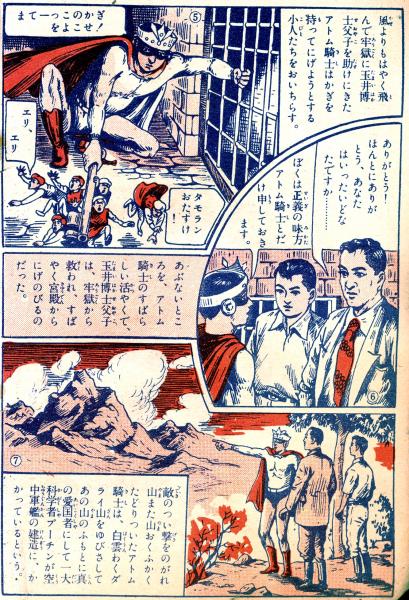 風よりもはやく飛
んで牢獄に玉井博
士父子を助けにきた
アトム騎士はかぎを
持ってにげようとする
小人たちをおいちらす。
⑤
かぎ
をこのよこせっ
まて
エリ、
エリ
タモラン
おたすけ
!
ありがとう!
ほんとにありが
とう、あなた
はいったいどな
たですか……
ぼくは正義の味方
アトム騎士とだ
け申しておき
ます。
⑥
あぶないとこ
ろを、アトム
騎士のすばら
しい活やくで、
玉井博士父子
は、牢獄から
救われ、すば
やく宮殿から
にげのびるの
だった。
⑦
敵のつい撃をのがれ
山また山おくふかく
たどりついたアトム
騎士は、白雲わくダ
ライ山をゆびさして
あの山のふもとに真
の愛国者にして一大
科学者プーチンが空
中軍艦の建造に、か
かっているという。